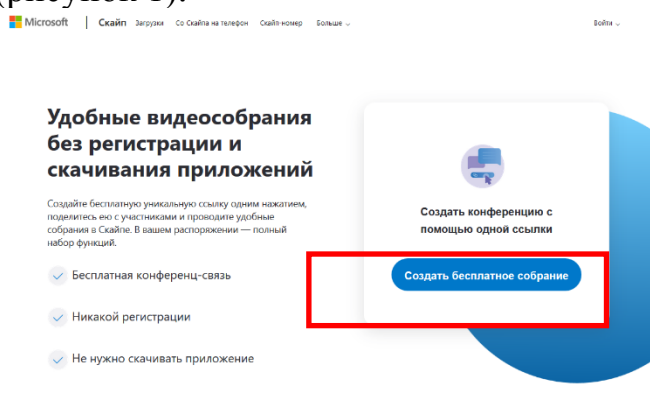 (рисунок 1).
Microsoft | Скайп Загрузки Со Скайпа на телефон Скайп-номер Больше Войти
Удобные видеособрания
без регистрации и
скачивания приложений
Создайте бесплатную уникальную ссылку одним нажатием,
поделитесь ею с участниками и проводите удобные
собрания в Скайпе. В вашем распоряжении — полный
набор функций.
Бесплатная конференц-связь
Никакой регистрации
Не нужно скачивать приложение
Создать конференцию с
помощью одной ссылки
Создать бесплатное собрание